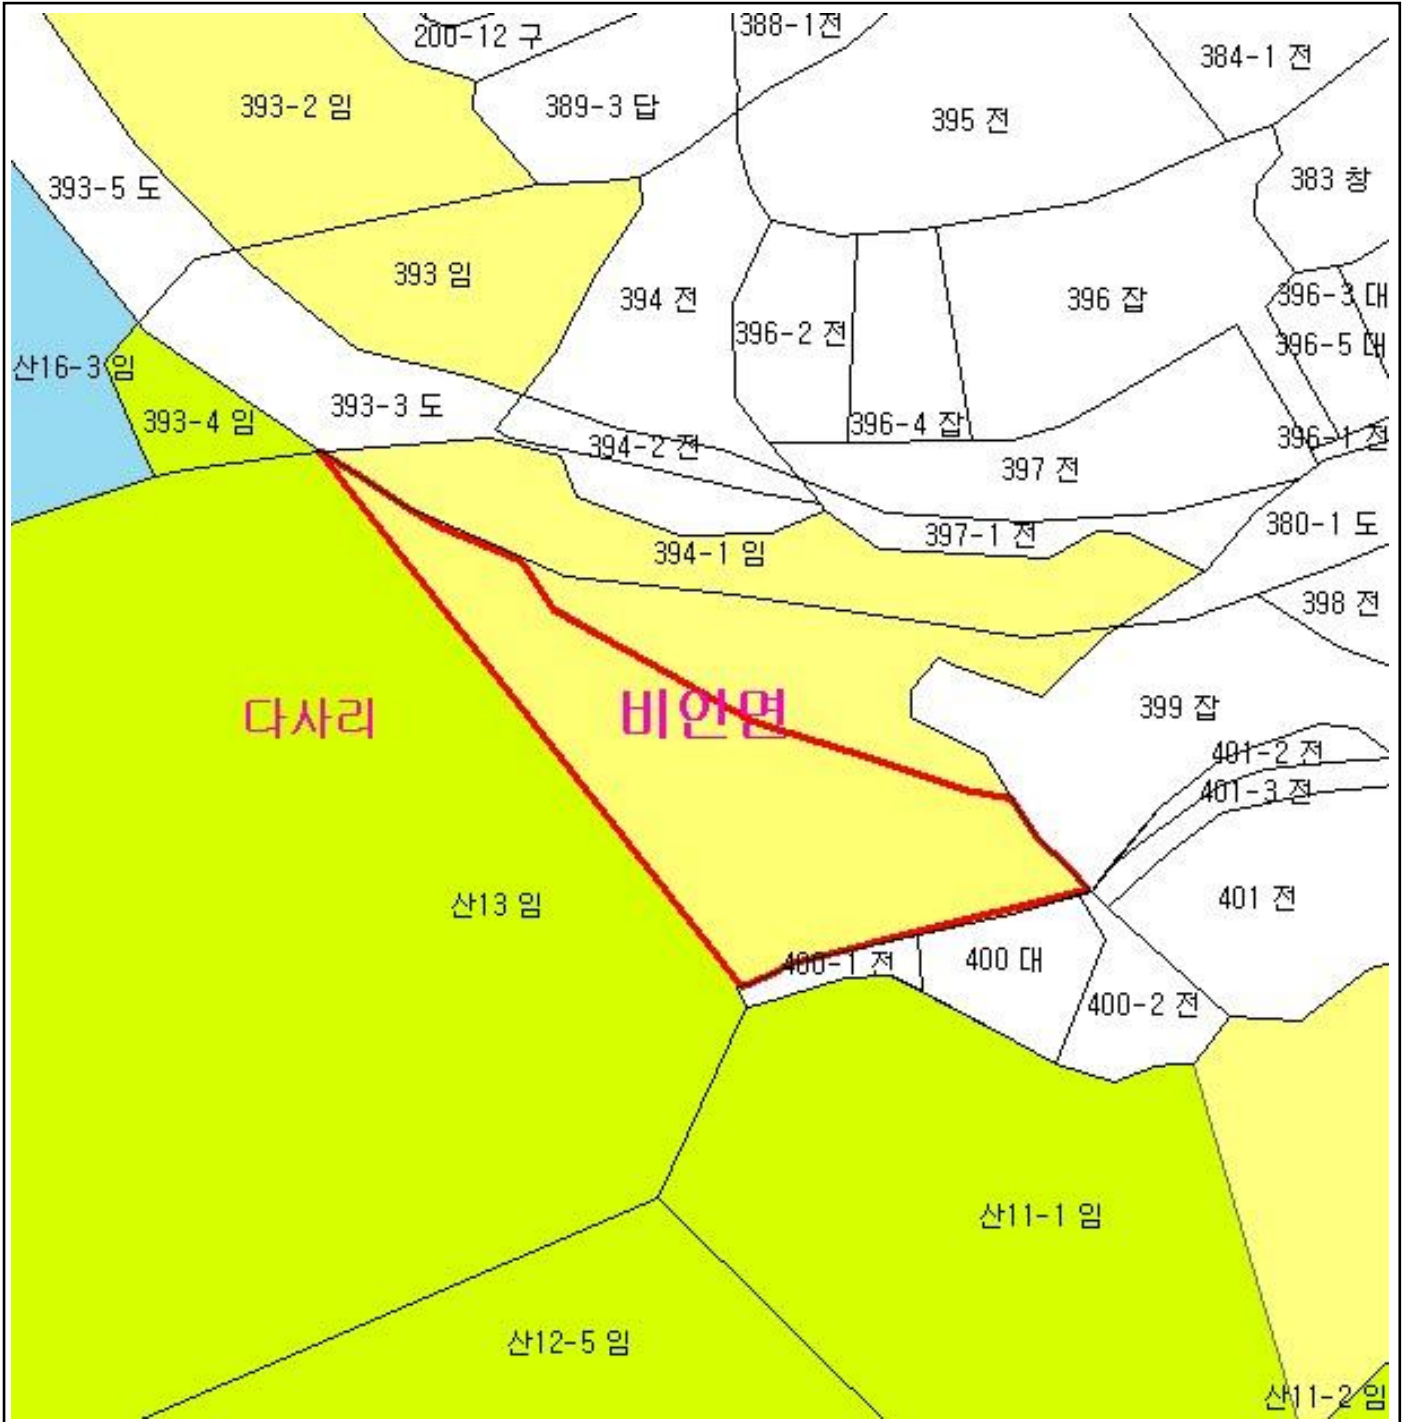 200-12 구
388-1전
384-1 전
393-2 임
389-3 답
395 전
393-5 도
383 창
393 임
394 전
396 잡
396-3 대
396-2 전
396-5 대
산16-3 임
393-3 도
393-4 임
396-4 잡
394-2 전
396-1 전
397 전
380-1 도
397-1 전
394-1 임
398 전
다사리
비인면
399 잡
401-2 전
401-3 전
산13 임
401 전
400-1 전
400 대
400-2 전
산11-1 임
산12-5 임
산11-2 임